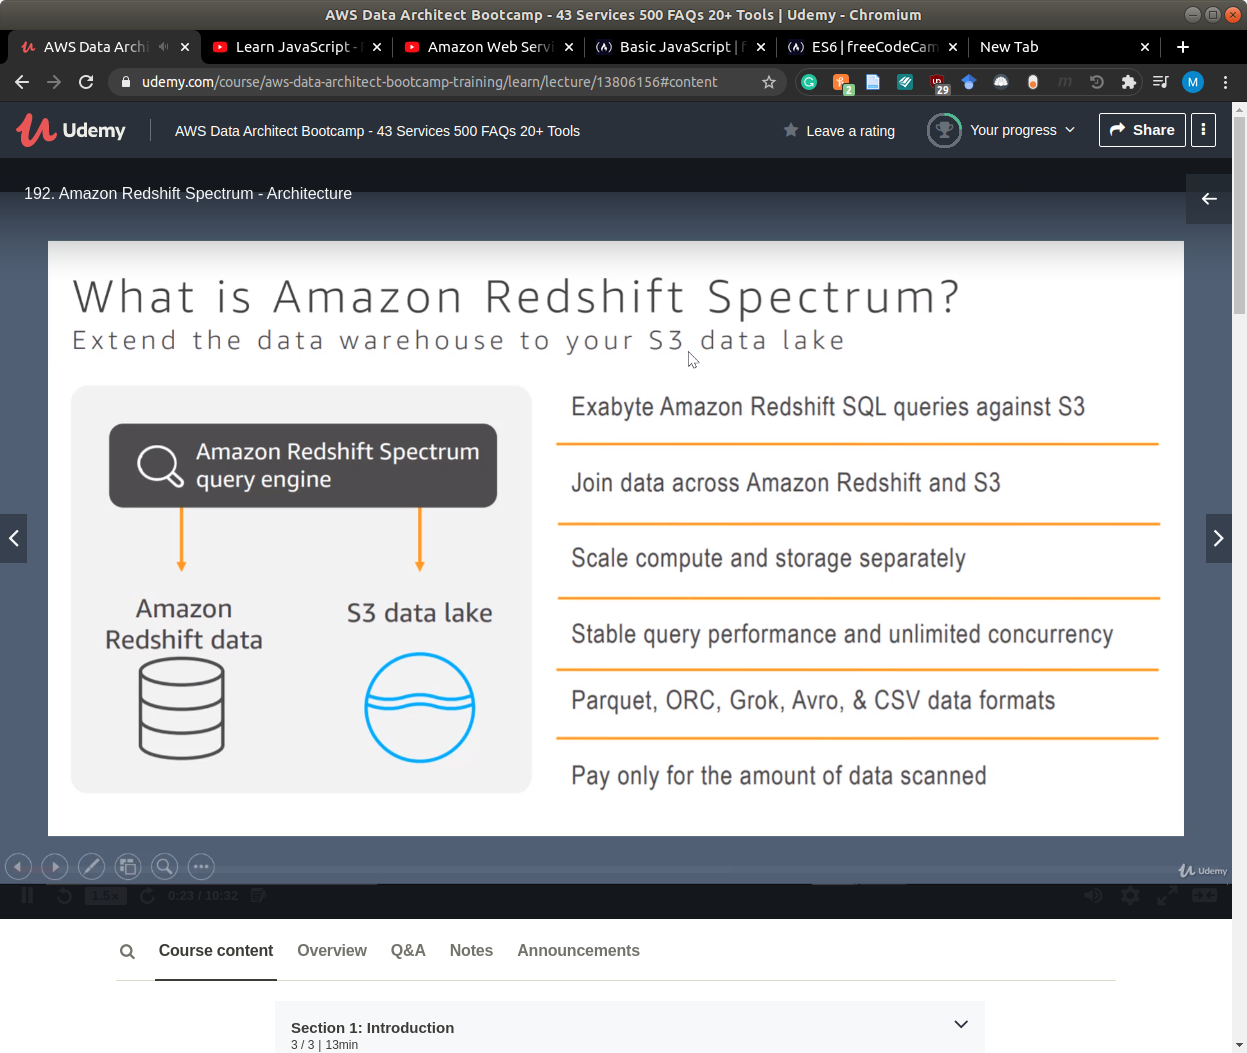 AWS Data Architect Bootcamp - 43 Services 500 FAQs 20+ Tools | Udemy - Chromium
AWS Data Archi
Learn JavaScript -
Amazon Web Servi
Basic JavaScript | f
ES6 | freeCodeCam
New Tab
udemy.com/course/aws-data-architect-bootcamp-training/learn/lecture/13806156#content
2
29
M
Udemy
AWS Data Architect Bootcamp - 43 Services 500 FAQs 20+ Tools
Leave a rating
Your progress
Share
192. Amazon Redshift Spectrum - Architecture
What is Amazon Redshift Spectrum?
Extend the data warehouse to your S3 data lake
Amazon Redshift Spectrum
query engine
Amazon
Redshift data
S3 data lake
Exabyte Amazon Redshift SQL queries against S3
Join data across Amazon Redshift and S3
Scale compute and storage separately
Stable query performance and unlimited concurrency
Parquet, ORC, Grok, Avro, & CSV data formats
Pay only for the amount of data scanned
Udemy
1.5x
0:23 / 10:32
Course content
Overview
Q&A
Notes
Announcements
Section 1: Introduction
3 / 3 | 13min